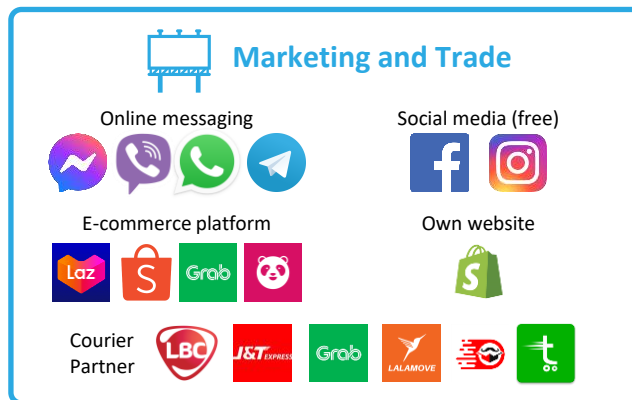 Marketing and Trade
Online messaging
Social media (free)
E-commerce platform
Own website
Laz
S
Grab
S
Courier
Partner
LBC
J&T EXPRESS
Grab
LALAMOVE
t